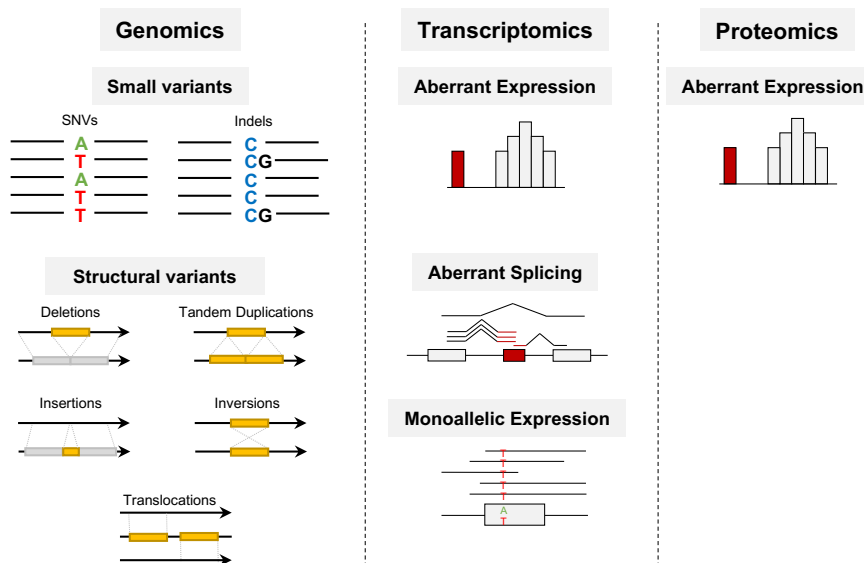 Genomics
Small variants
SNVs
Indels
A
T
A
T
T
C
CG
C
C
CG
Structural variants
Deletions
Tandem Duplications
Insertions
Inversions
Translocations
Transcriptomics
Aberrant Expression
Aberrant Splicing
Monoallelic Expression
T
T
T
T
T
A
T
Proteomics
Aberrant Expression